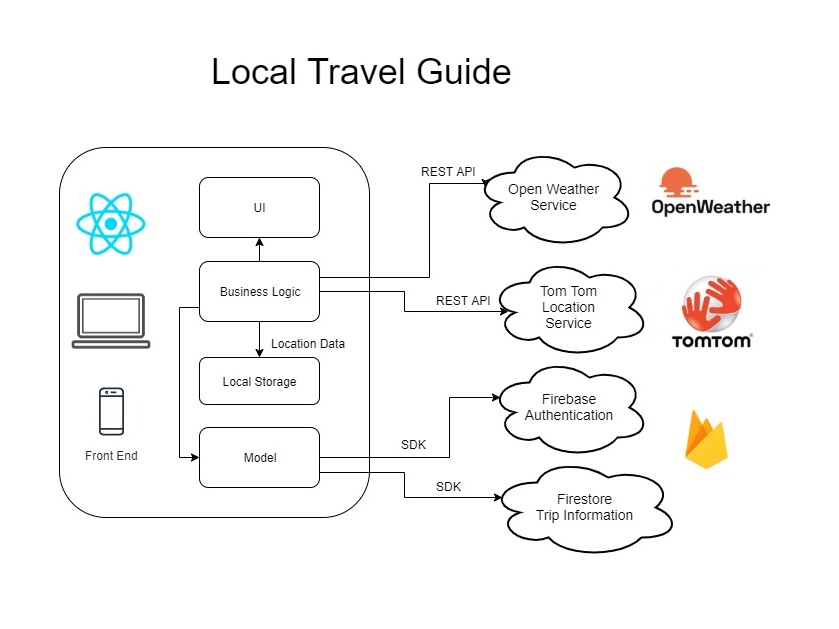 Local Travel Guide
UI
Business Logic
Location Data
Local Storage
Model
Front End
REST API
Open Weather
Service
OpenWeather
REST API
Tom Tom
Location
Service
TOMTOM
SDK
Firebase
Authentication
SDK
Firestore
Trip Information